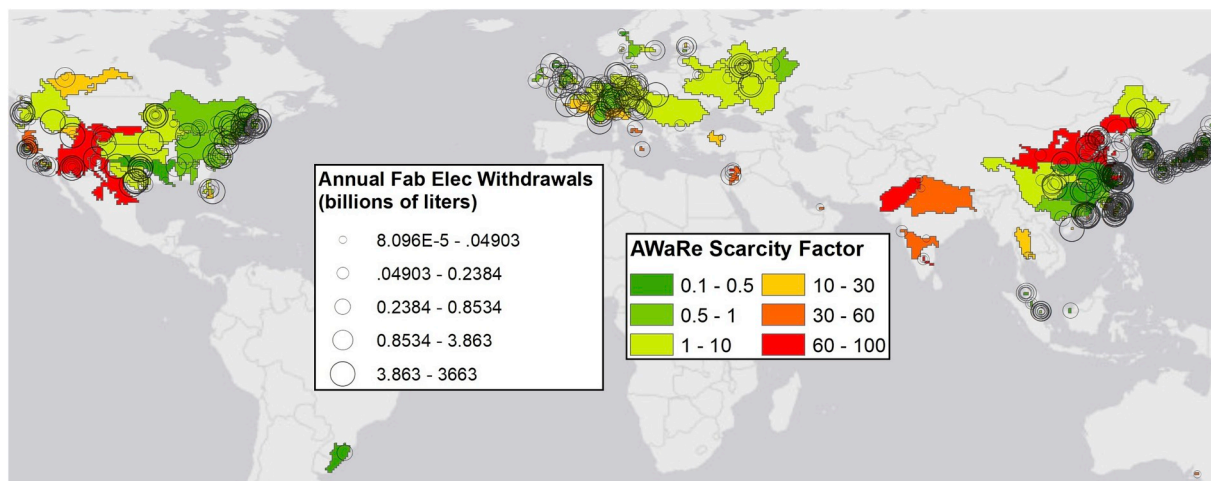 Annual Fab Elec Withdrawals
(billions of liters)
8.096E-5 - .04903
.04903 - 0.2384
0.2384 - 0.8534
0.8534 - 3.863
3.863 - 3663
AWaRe Scarcity Factor
0.1 - 0.5 10 - 30
0.5 - 1 30 - 60
1 - 10 60 - 100